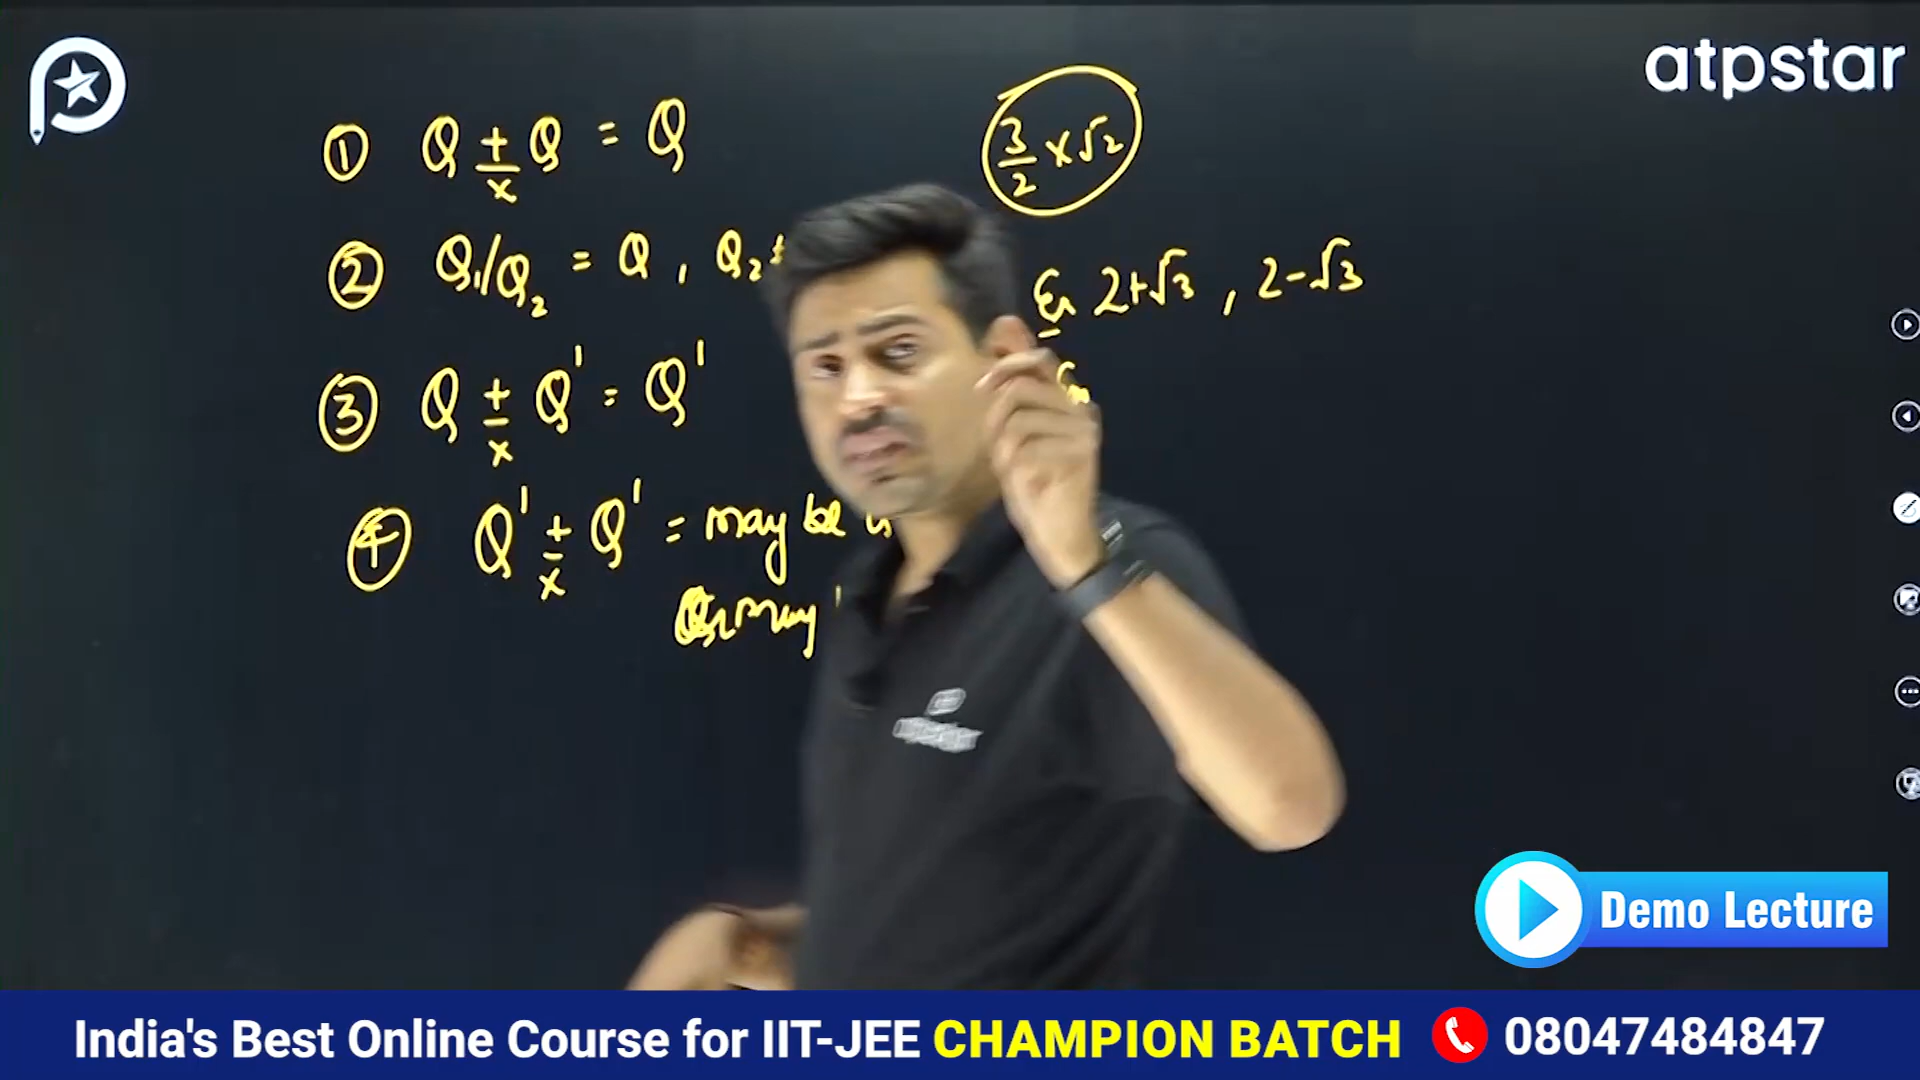 atpstar
① Q ± x Q = Q
3/2 × √2
② Q₁/Q₂ = Q , Q₂
Ex 2+√3 , 2-√3
③ Q ± x Q' = Q'
④ Q' ± x Q' = may be
may
Demo Lecture
India's Best Online Course for IIT-JEE CHAMPION BATCH 08047484847